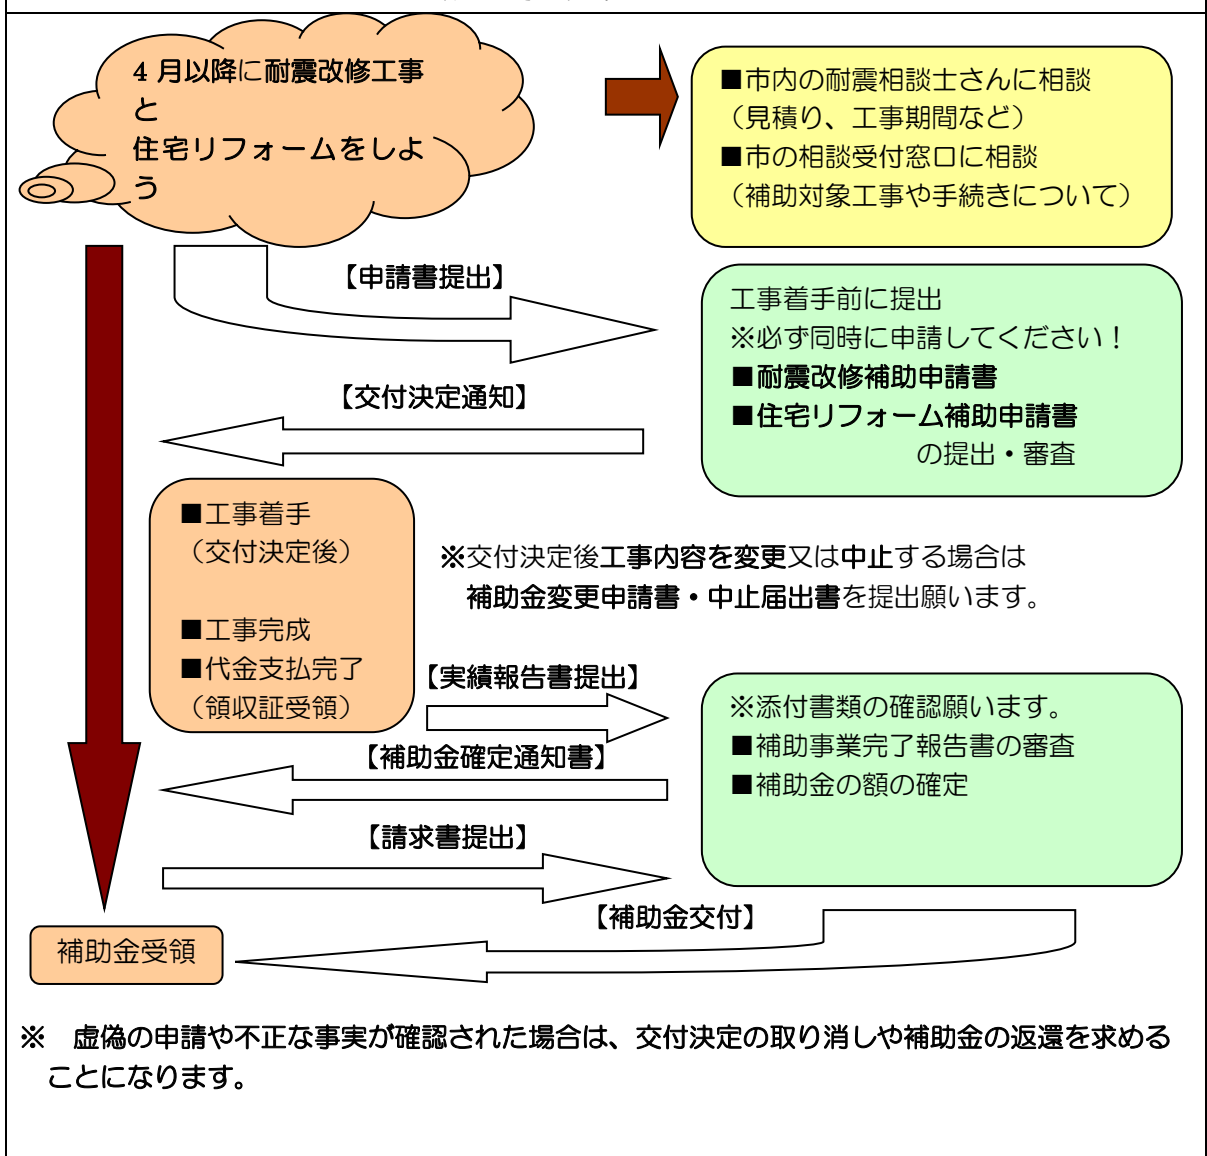 4 月以降に耐震改修工事
と
住宅リフォームをしよ
う
■市内の耐震相談士さんに相談
（見積り、工事期間など）
■市の相談受付窓口に相談
（補助対象工事や手続きについて）
【申請書提出】
工事着手前に提出
※必ず同時に申請してください！
■耐震改修補助申請書
■住宅リフォーム補助申請書
の提出・審査
【交付決定通知】
■工事着手
（交付決定後）
■工事完成
■代金支払完了
（領収証受領）
※交付決定後工事内容を変更又は中止する場合は
補助金変更申請書・中止届出書を提出願います。
【実績報告書提出】
※添付書類の確認願います。
■補助事業完了報告書の審査
■補助金の額の確定
【補助金確定通知書】
【請求書提出】
【補助金交付】
補助金受領
※　虚偽の申請や不正な事実が確認された場合は、交付決定の取り消しや補助金の返還を求める
ことになります。